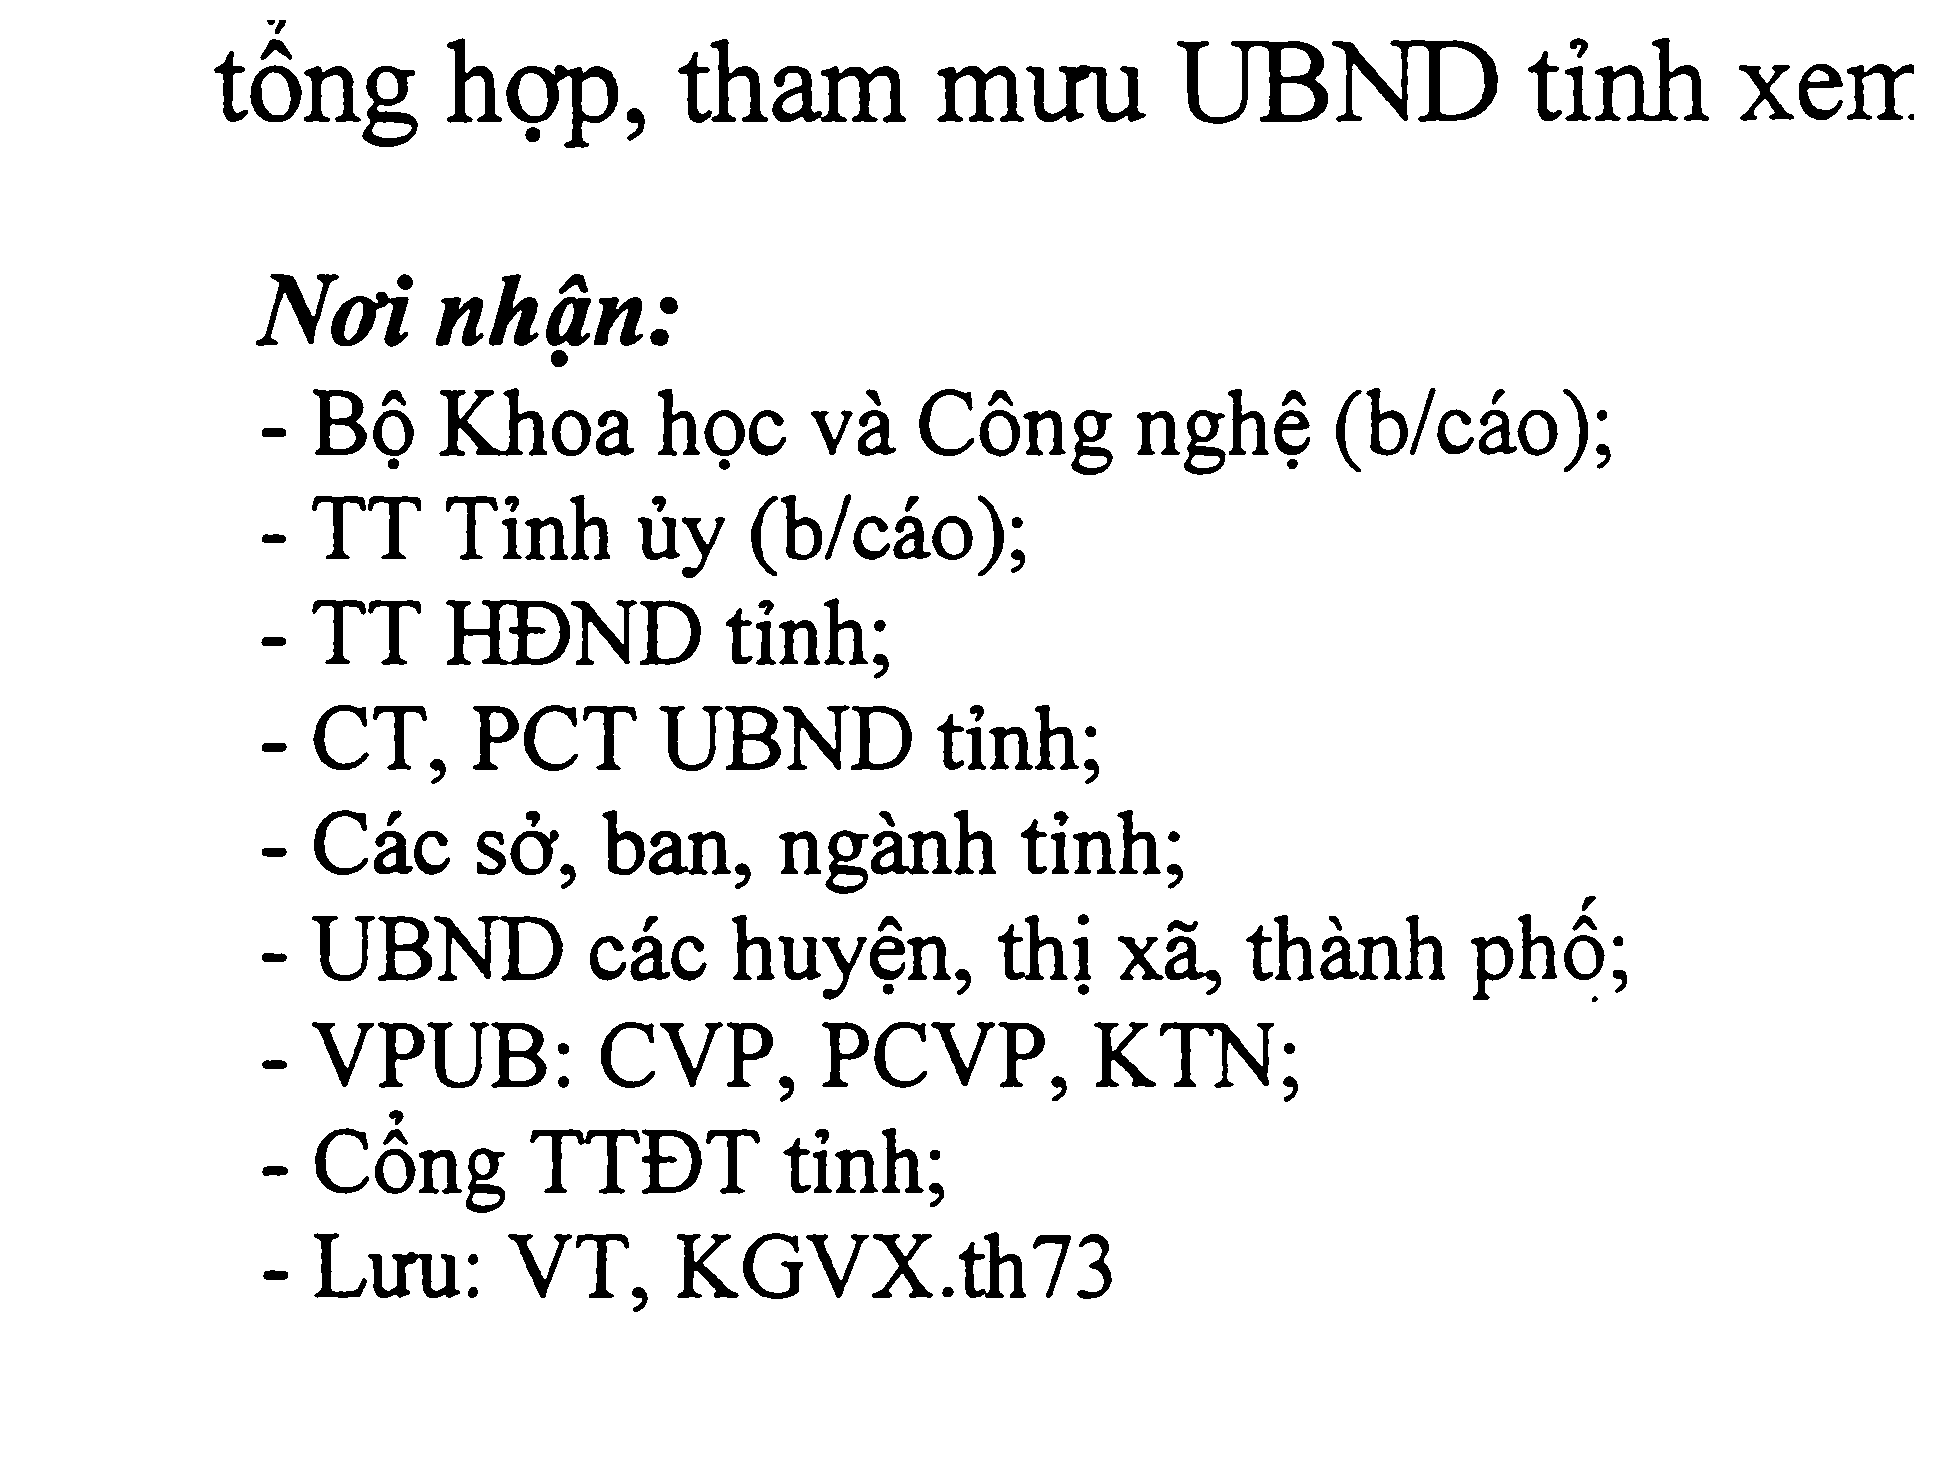 tổng hợp, tham mưu UBND tỉnh xem
Nơi nhận:
- Bộ Khoa học và Công nghệ (b/cáo);
- TT Tỉnh ủy (b/cáo);
- TT HĐND tỉnh;
- CT, PCT UBND tỉnh;
- Các sở, ban, ngành tỉnh;
- UBND các huyện, thị xã, thành phố;
- VPUB: CVP, PCVP, KTN;
- Cổng TTĐT tỉnh;
- Lưu: VT, KGVX.th73